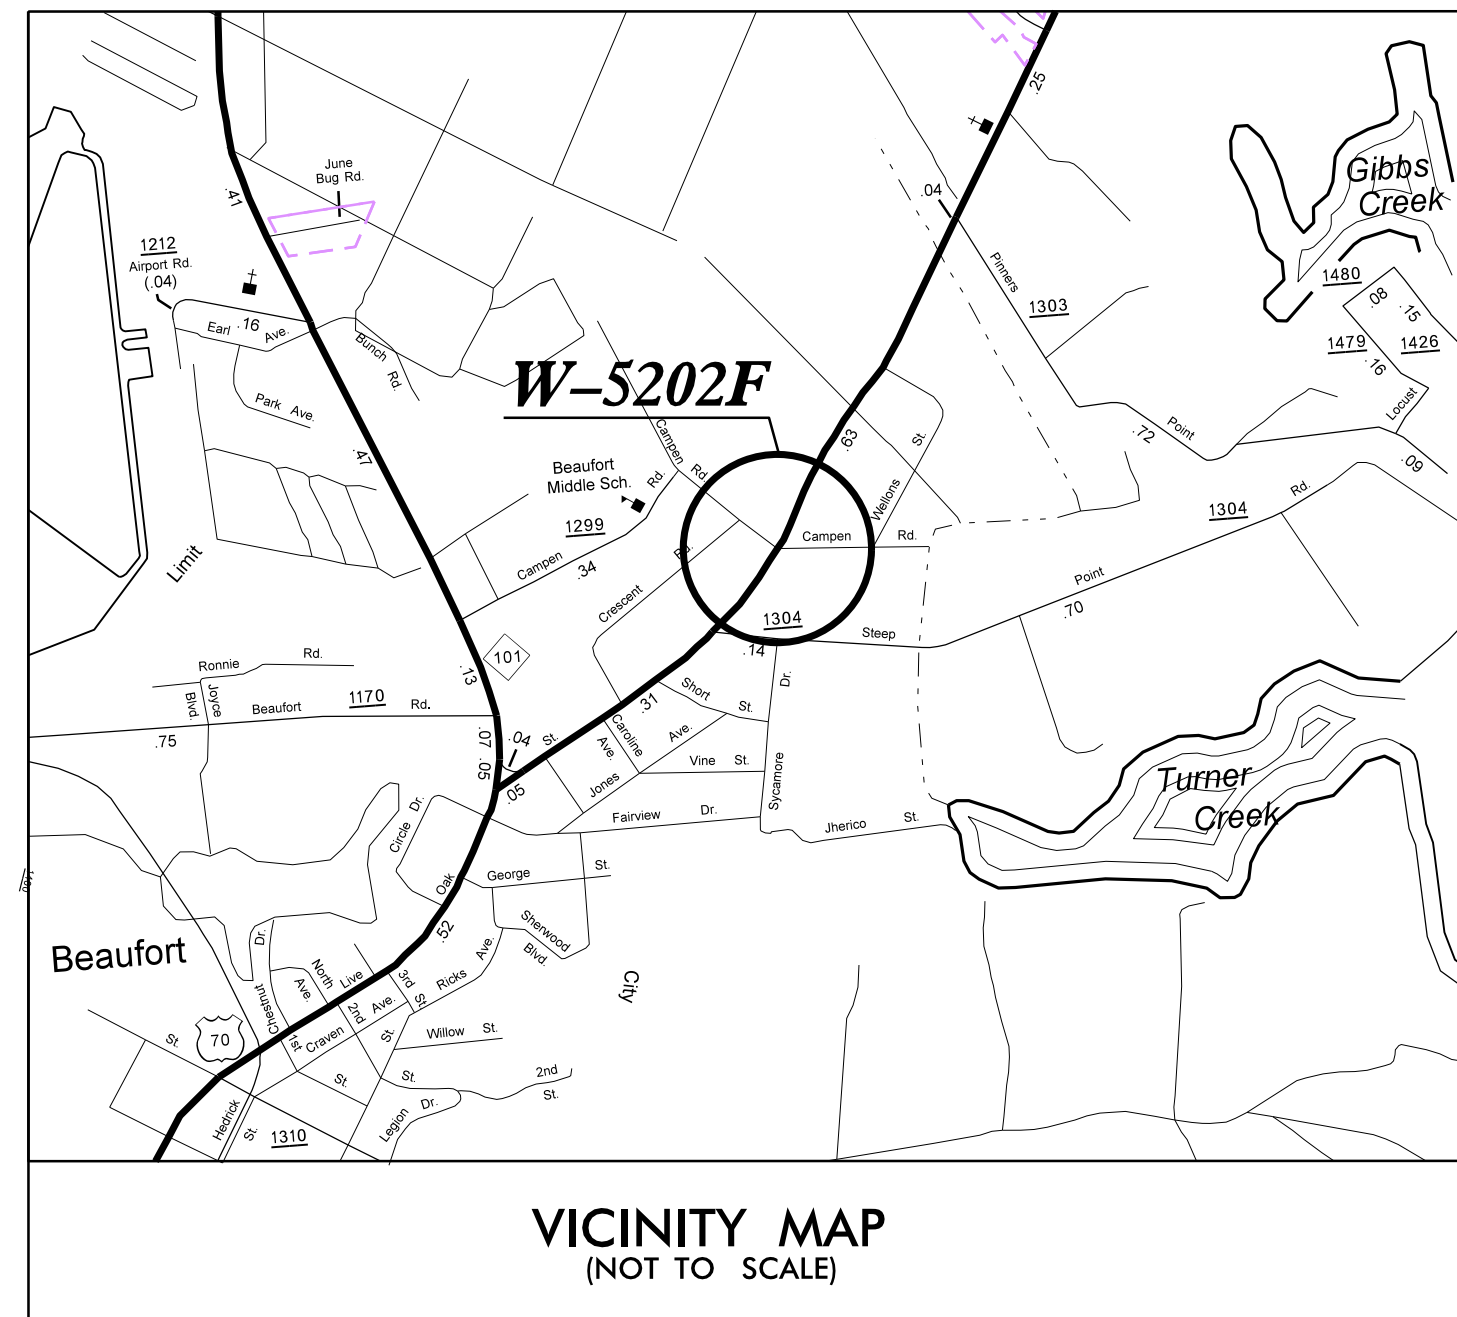 .25
Gibbs
Creek
June
Bug Rd.
.41
.04
1212
Airport Rd.
(.04)
Pinners
1480
.08
.15
1303
Earl
.16
Ave.
Bunch
Rd.
1479
1426
.16
W-5202F
Park Ave.
Locust
Campen
Rd.
.63
St.
.72
Point
.47
Beaufort
Middle Sch.
Rd.
.09
Wellons
1304
Rd.
1299
Campen
Rd.
Rd.
Limit
Campen
.34
Point
Crescent
.70
1304
Steep
.14
101
Ronnie
Rd.
.13
Joyce
Blvd.
Beaufort
1170
Rd.
Short
St.
Dr.
.31
.75
.07
.04
St.
Caroline
Ave.
Ave.
.05
Vine St.
Jones
.05
Sycamore
Turner
Creek
Circle Dr.
Fairview
Dr.
Jherico
St.
George
St.
Oak
Sherwood
Blvd.
.52
Beaufort
Dr.
North
Ave.
Live
3rd
St.
Ricks
Ave.
City
Chestnut
2nd
Ave.
St.
70
1st
Craven
St.
Willow St.
St.
St.
2nd
St.
Hedrick
St.
1310
Legion
Dr.
VICINITY MAP
(NOT TO SCALE)